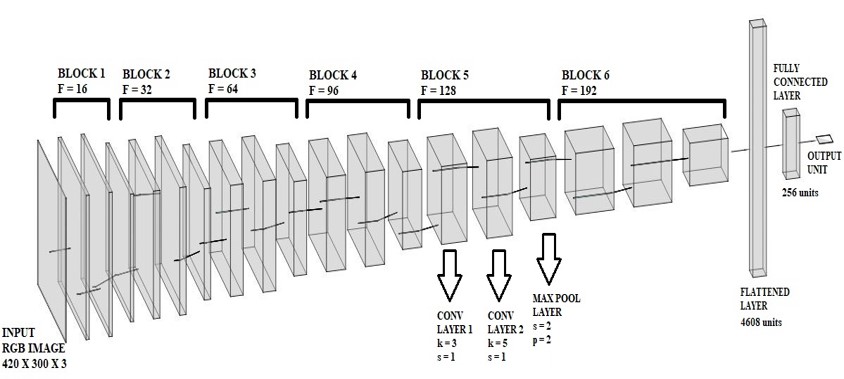 BLOCK 1
F = 16
BLOCK 2
F = 32
BLOCK 3
F = 64
BLOCK 4
F = 96
BLOCK 5
F = 128
BLOCK 6
F = 192
FULLY
CONNECTED
LAYER
256 units
OUTPUT
UNIT
FLATTENED
LAYER
4608 units
CONV
LAYER 1
k = 3
s = 1
CONV
LAYER 2
k = 5
s = 1
MAX POOL
LAYER
s = 2
p = 2
INPUT
RGB IMAGE
420 X 300 X 3